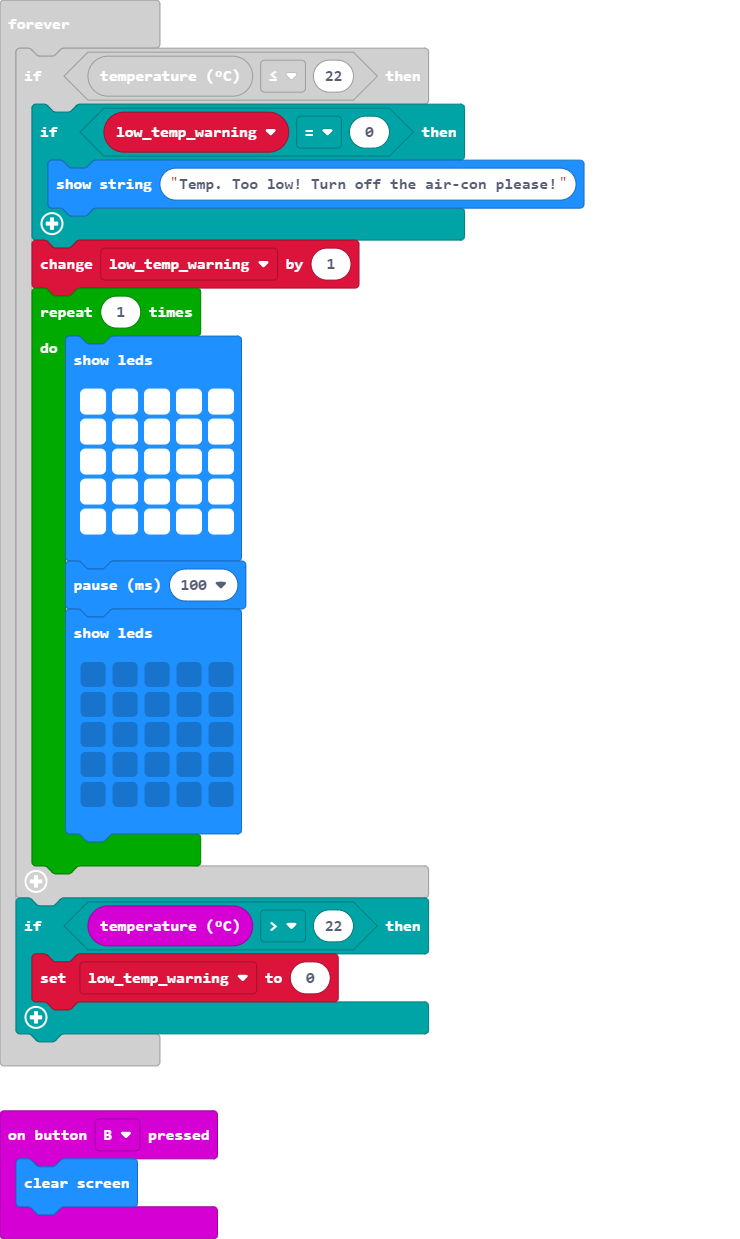 forever
if temperature (ºC) ≤ 22 then
if low_temp_warning = 0 then
show string "Temp. Too low! Turn off the air-con please!"
change low_temp_warning by 1
repeat 1 times
do
show leds
pause (ms) 100
show leds
if temperature (ºC) > 22 then
set low_temp_warning to 0
on button B pressed
clear screen